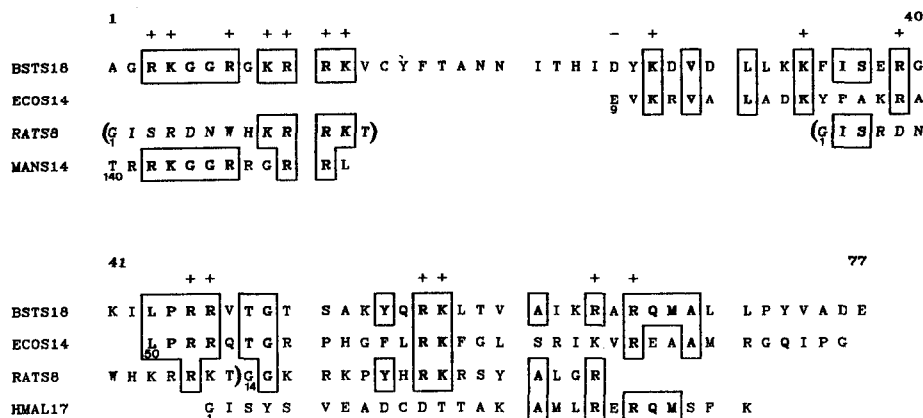 1 40
+ + + + + + + - + + +
BSTS18 A G R K G G R G K R R K V C Y F T A N N I T H I D Y K D V D L L K K F I S E R G
ECOS14 E V K R V A L A D K Y F A K R A
9
RATS8 (G I S R D N W H K R R K T) (G I S R D N
1 1
MANS14 T R R K G G R R G R R L
140
41 77
+ + + + + +
BSTS18 K I L P R R V T G T S A K Y Q R K L T V A I K R A R Q M A L L P Y V A D E
ECOS14 L P R R Q T G R P H G F L R K F G L S R I K V R E A A M R G Q I P G
50
RATS8 W H K R R K T) G G K R K P Y H R K R S Y A L G R
14
HMAL17 G I S Y S V E A D C D T T A K A M L R E R Q M S F K
1